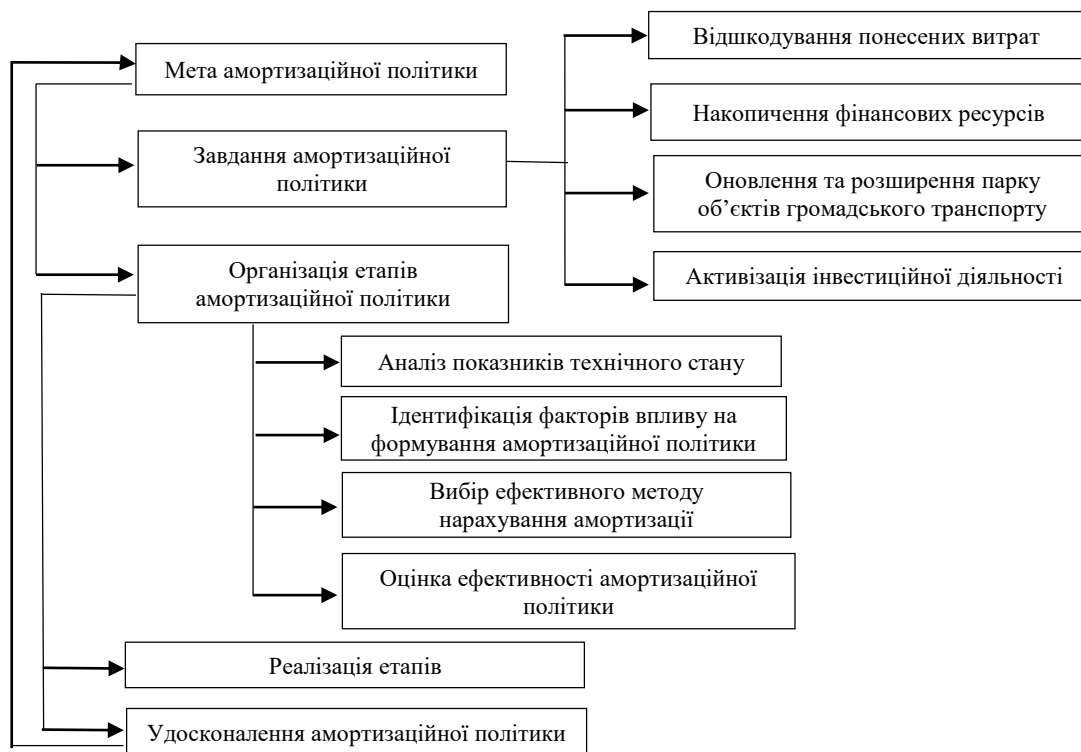 Мета амортизаційної політики
Завдання амортизаційної
політики
Організація етапів
амортизаційної політики
Відшкодування понесених витрат
Накопичення фінансових ресурсів
Оновлення та розширення парку
об’єктів громадського транспорту
Активізація інвестиційної діяльності
Аналіз показників технічного стану
Ідентифікація факторів впливу на
формування амортизаційної політики
Вибір ефективного методу
нарахування амортизації
Оцінка ефективності амортизаційної
політики
Реалізація етапів
Удосконалення амортизаційної політики